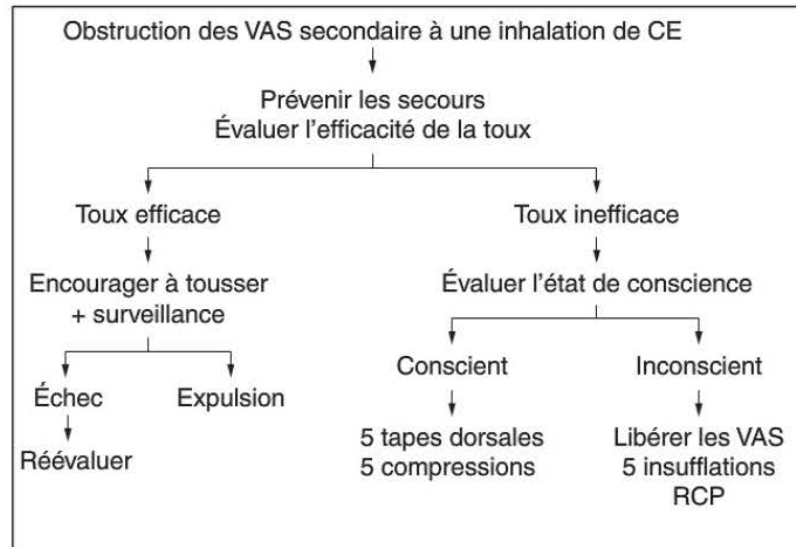 Obstruction des VAS secondaire à une inhalation de CE
Prévenir les secours
Évaluer l'efficacité de la toux
Toux efficace
Toux inefficace
Encourager à tousser
+ surveillance
Évaluer l'état de conscience
Échec
Expulsion
Conscient
Inconscient
Réévaluer
5 tapes dorsales
5 compressions
Libérer les VAS
5 insufflations
RCP